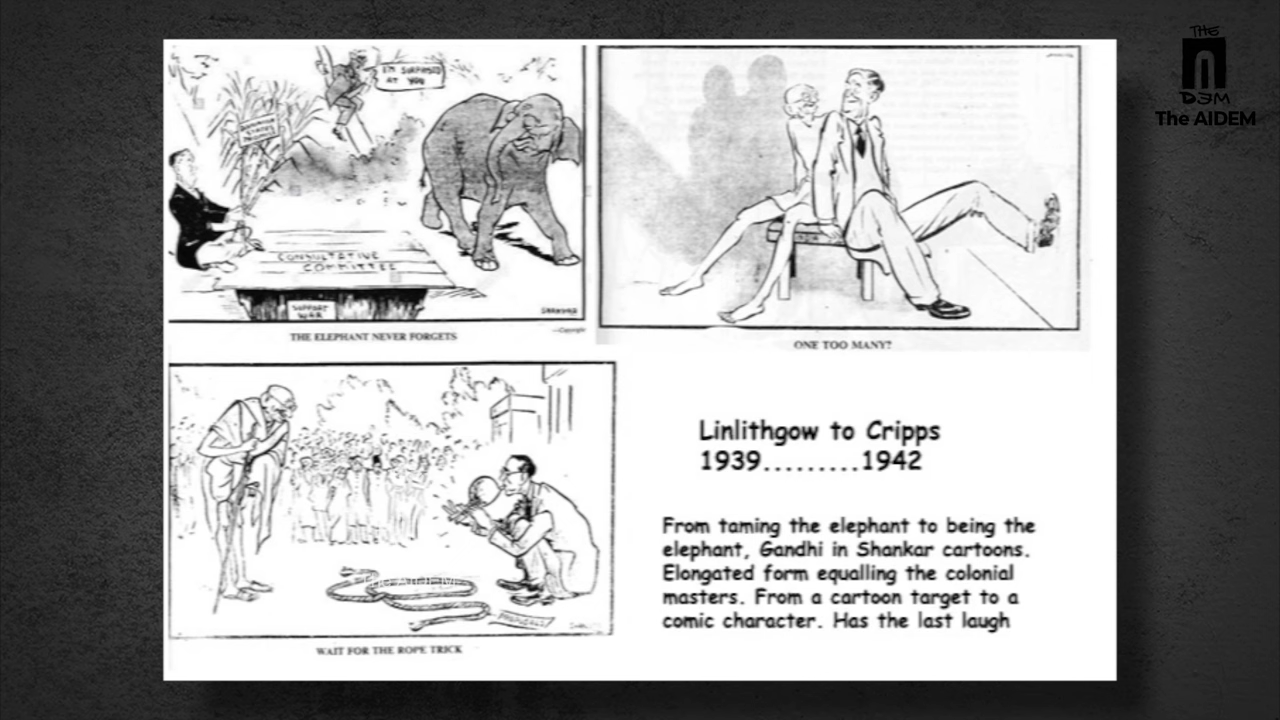 THE
DEM
The AIDEM
I'M SURPRISED
AT YOU
STATES
CONSULTATIVE
COMMITTEE
SUPPORT
WAR
SHANKAR
THE ELEPHANT NEVER FORGETS
—Copyright
ONE TOO MANY?
WAIT FOR THE ROPE TRICK
Linlithgow to Cripps
1939.........1942
From taming the elephant to being the
elephant, Gandhi in Shankar cartoons.
Elongated form equalling the colonial
masters. From a cartoon target to a
comic character. Has the last laugh